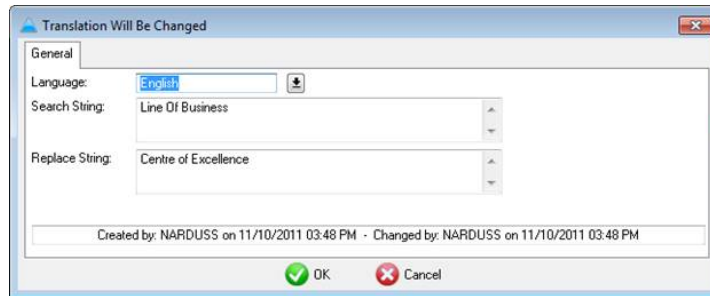 Translation Will Be Changed
General
Language: English
Search String: Line Of Business
Replace String: Centre of Excellence
Created by: NARDUSS on 11/10/2011 03:48 PM - Changed by: NARDUSS on 11/10/2011 03:48 PM
OK Cancel